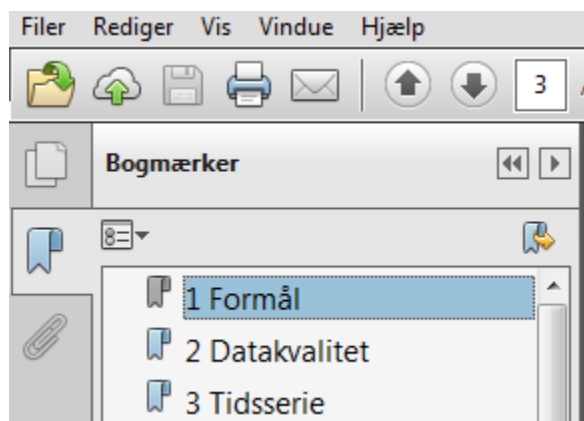 Filer Rediger Vis Vindue Hjælp
3
Bogmærker
1 Formål
2 Datakvalitet
3 Tidsserie